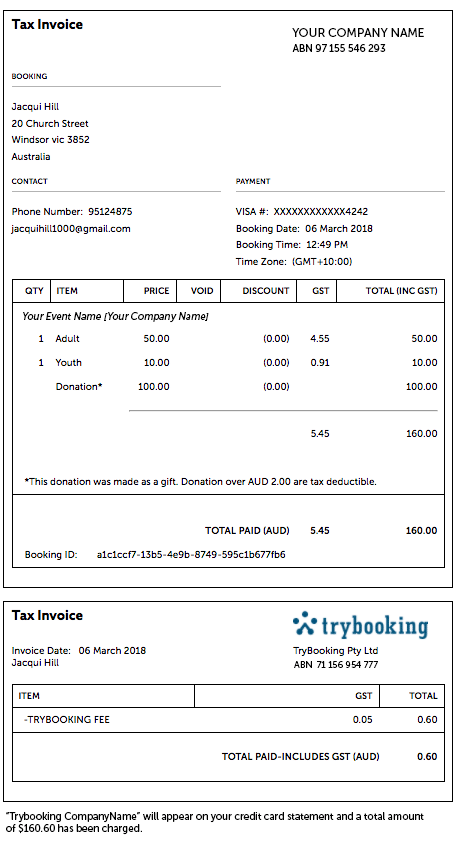 Tax Invoice
YOUR COMPANY NAME
ABN 97 155 546 293
BOOKING
Jacqui Hill
20 Church Street
Windsor vic 3852
Australia
CONTACT
Phone Number: 95124875
jacquihill1000@gmail.com
PAYMENT
VISA #: XXXXXXXXXXXX4242
Booking Date: 06 March 2018
Booking Time: 12:49 PM
Time Zone: (GMT+10:00)
QTY ITEM PRICE VOID DISCOUNT GST TOTAL (INC GST)
Your Event Name [Your Company Name]
1 Adult 50.00 (0.00) 4.55 50.00
1 Youth 10.00 (0.00) 0.91 10.00
Donation* 100.00 (0.00) 100.00
5.45 160.00
*This donation was made as a gift. Donation over AUD 2.00 are tax deductible.
TOTAL PAID (AUD) 5.45 160.00
Booking ID: a1c1ccf7-13b5-4e9b-8749-595c1b677fb6
Tax Invoice
trybooking
Invoice Date: 06 March 2018
Jacqui Hill
TryBooking Pty Ltd
ABN 71 156 954 777
ITEM GST TOTAL
-TRYBOOKING FEE 0.05 0.60
TOTAL PAID-INCLUDES GST (AUD) 0.60
"Trybooking CompanyName" will appear on your credit card statement and a total amount
of $160.60 has been charged.